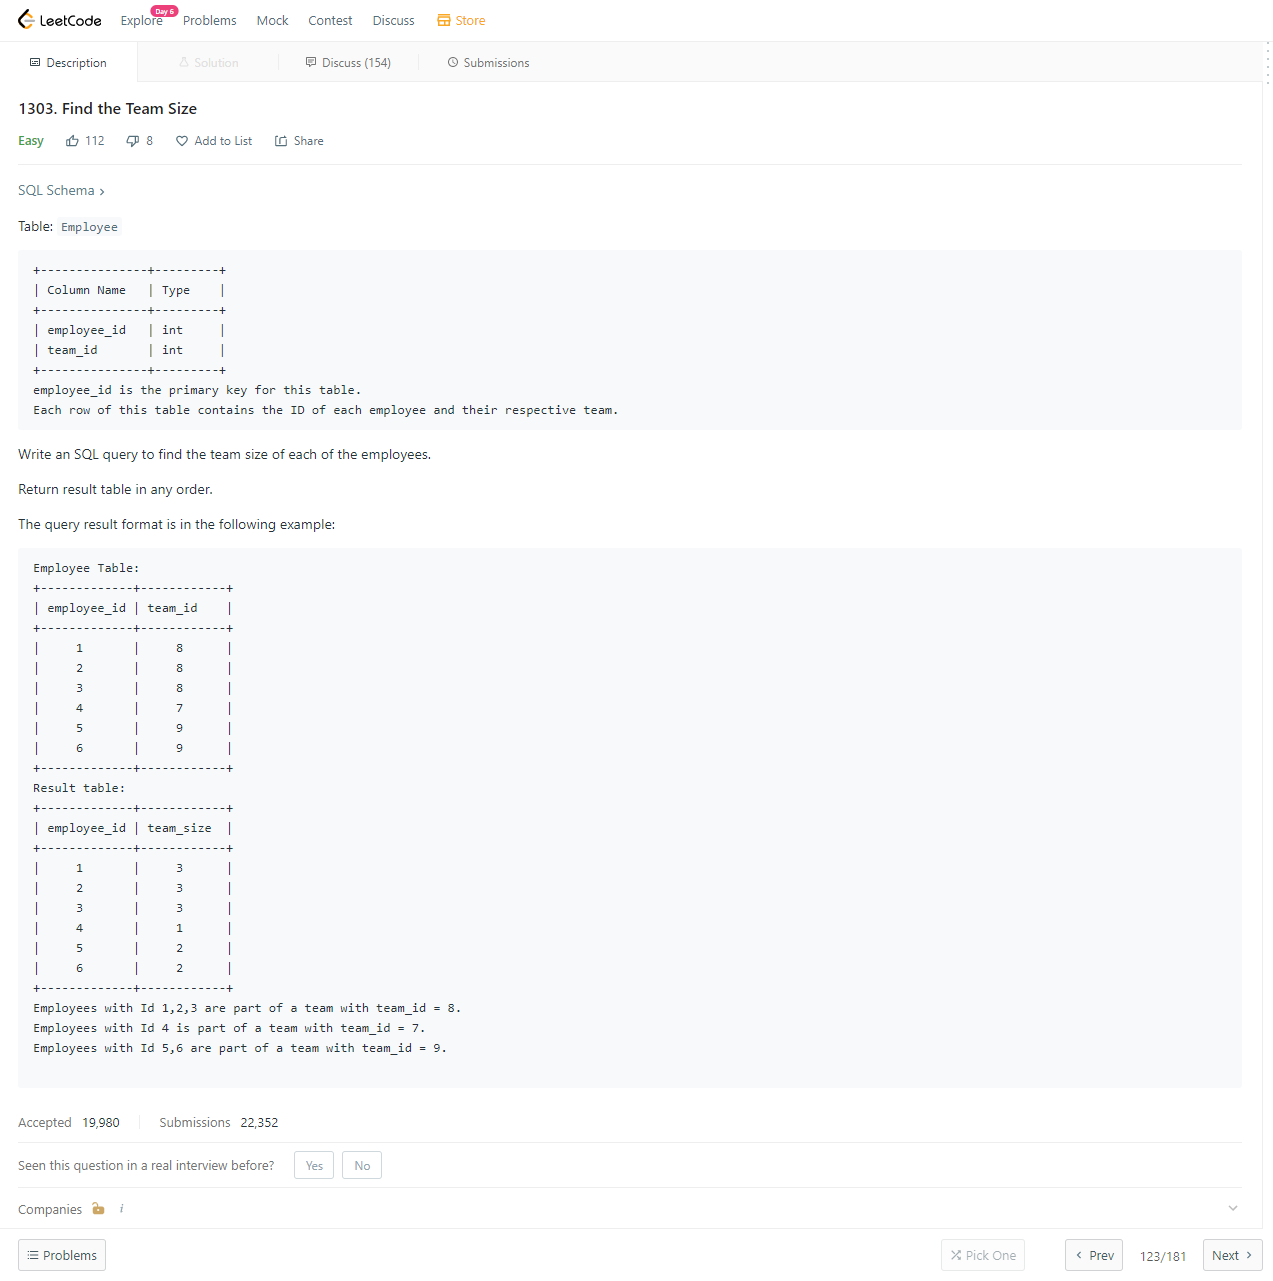 LeetCode Explore Day 6 Problems Mock Contest Discuss Store
Description Solution Discuss (154) Submissions
1303. Find the Team Size
Easy 112 8 Add to List Share
SQL Schema >
Table: Employee
+---------------+---------+
| Column Name   | Type    |
+---------------+---------+
| employee_id   | int     |
| team_id       | int     |
+---------------+---------+
employee_id is the primary key for this table.
Each row of this table contains the ID of each employee and their respective team.
Write an SQL query to find the team size of each of the employees.
Return result table in any order.
The query result format is in the following example:
Employee Table:
+-------------+------------+
| employee_id | team_id    |
+-------------+------------+
|     1       |     8      |
|     2       |     8      |
|     3       |     8      |
|     4       |     7      |
|     5       |     9      |
|     6       |     9      |
+-------------+------------+
Result table:
+-------------+------------+
| employee_id | team_size  |
+-------------+------------+
|     1       |     3      |
|     2       |     3      |
|     3       |     3      |
|     4       |     1      |
|     5       |     2      |
|     6       |     2      |
+-------------+------------+
Employees with Id 1,2,3 are part of a team with team_id = 8.
Employees with Id 4 is part of a team with team_id = 7.
Employees with Id 5,6 are part of a team with team_id = 9.
Accepted 19,980 Submissions 22,352
Seen this question in a real interview before? Yes No
Companies i
Problems Pick One < Prev 123/181 Next >